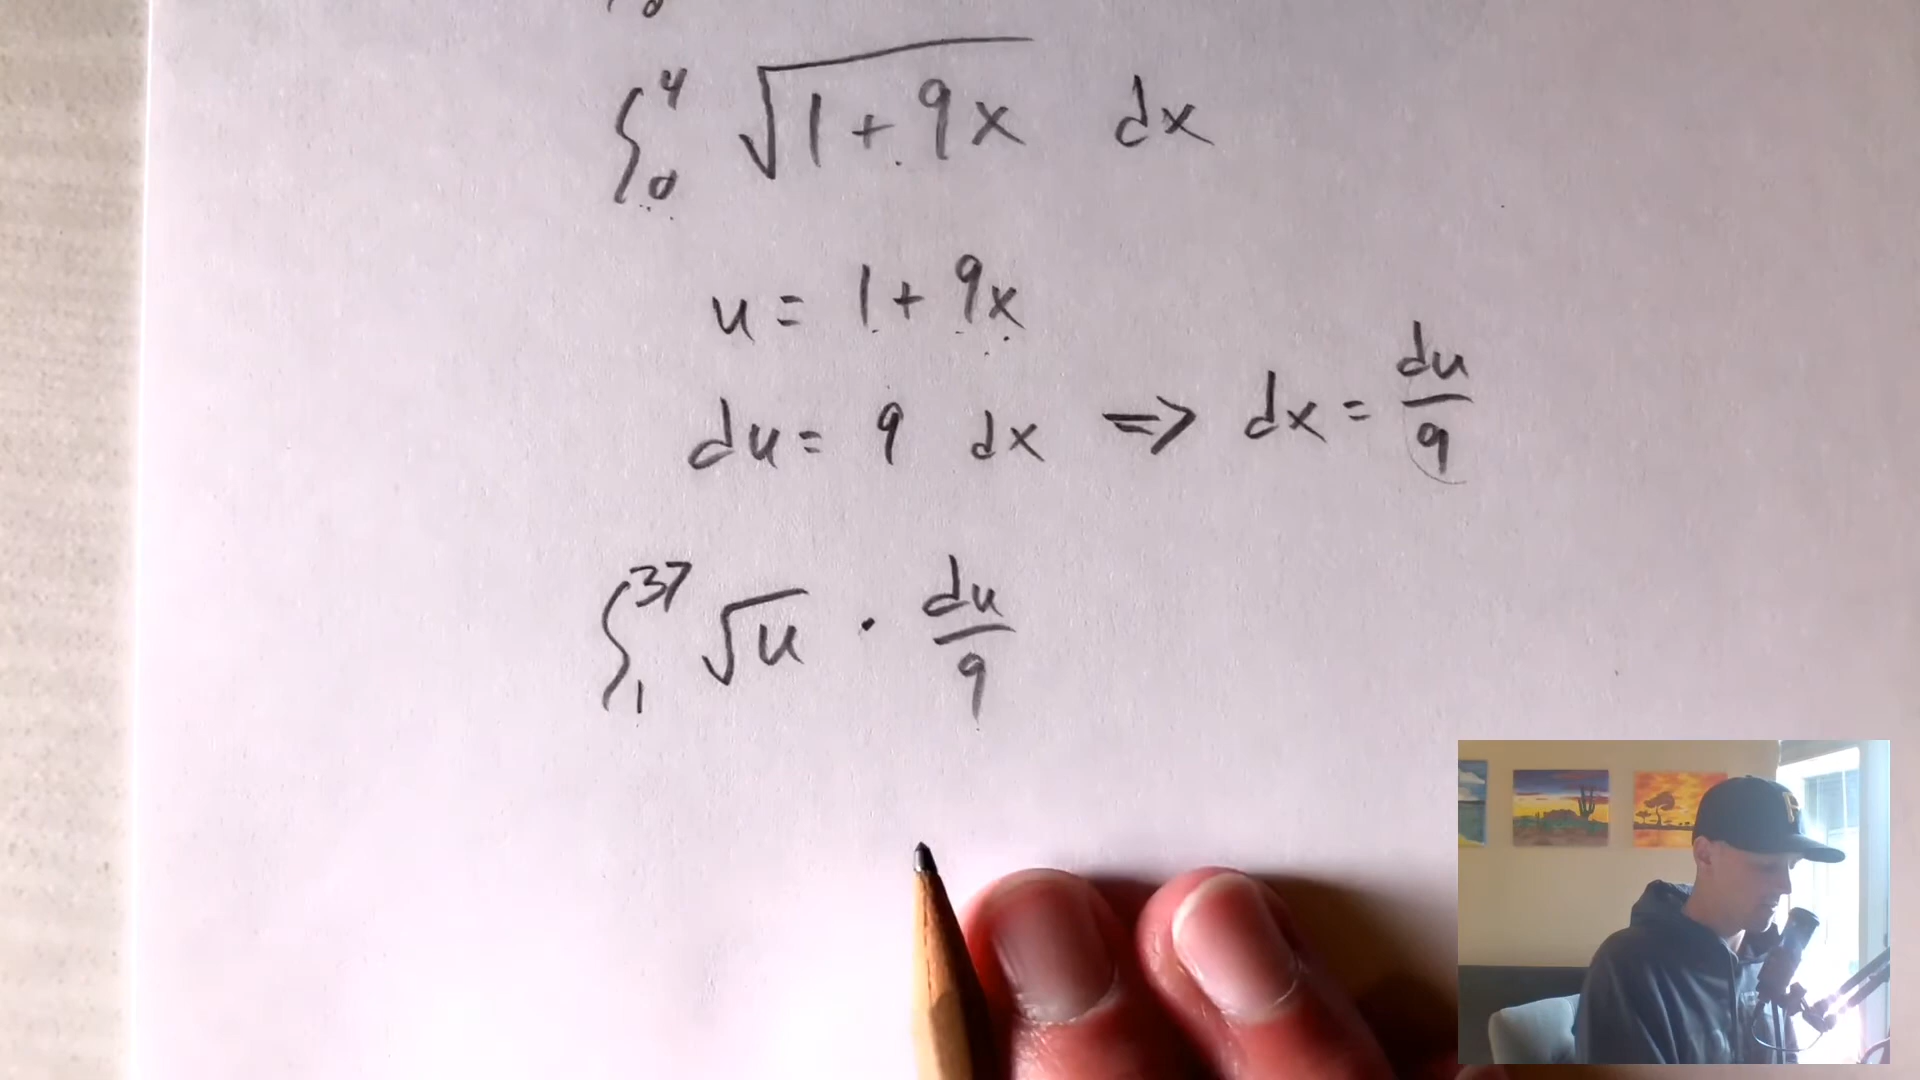 ∫₀⁴ √(1+9x) dx
u = 1+9x
du = 9 dx => dx = du/9
∫₁³⁷ √u · du/9